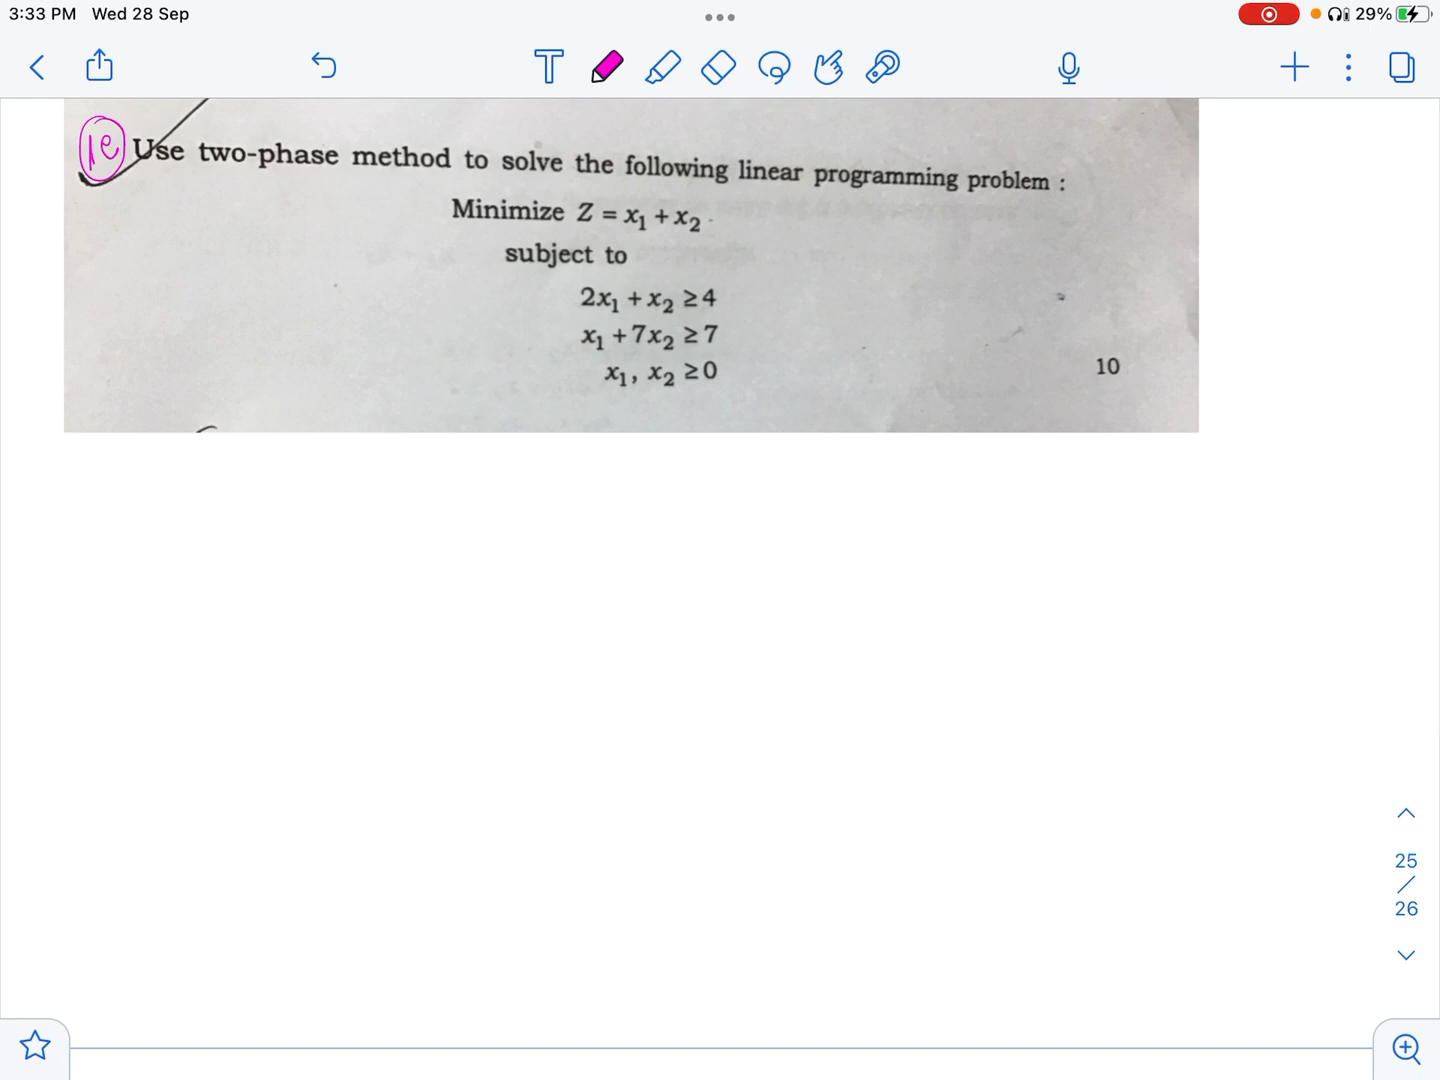 3:33 PM Wed 28 Sep
29%
1e Use two-phase method to solve the following linear programming problem :
Minimize Z = x₁ + x₂
subject to
2x₁ + x₂ ≥ 4
x₁ + 7x₂ ≥ 7
x₁, x₂ ≥ 0
10
25
/
26